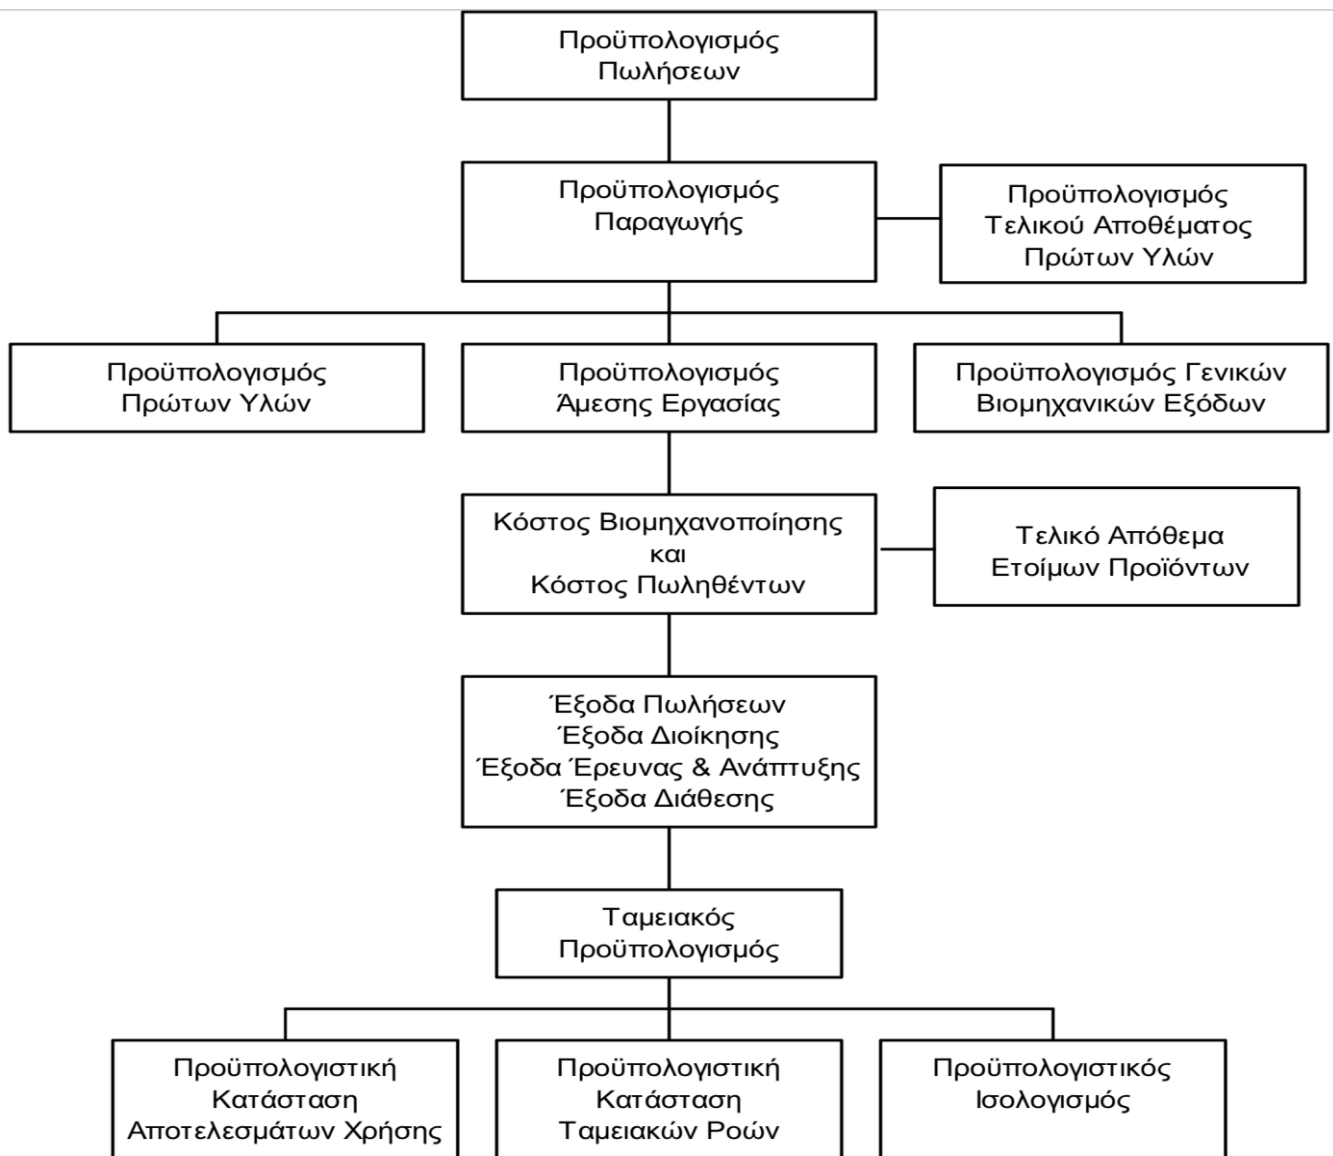 Προϋπολογισμός
Πωλήσεων
Προϋπολογισμός
Παραγωγής
Προϋπολογισμός
Τελικού Αποθέματος
Πρώτων Υλών
Προϋπολογισμός
Πρώτων Υλών
Προϋπολογισμός
Άμεσης Εργασίας
Προϋπολογισμός Γενικών
Βιομηχανικών Εξόδων
Κόστος Βιομηχανοποίησης
και
Κόστος Πωληθέντων
Τελικό Απόθεμα
Ετοίμων Προϊόντων
Έξοδα Πωλήσεων
Έξοδα Διοίκησης
Έξοδα Έρευνας & Ανάπτυξης
Έξοδα Διάθεσης
Ταμειακός
Προϋπολογισμός
Προϋπολογιστική
Κατάσταση
Αποτελεσμάτων Χρήσης
Προϋπολογιστική
Κατάσταση
Ταμειακών Ροών
Προϋπολογιστικός
Ισολογισμός